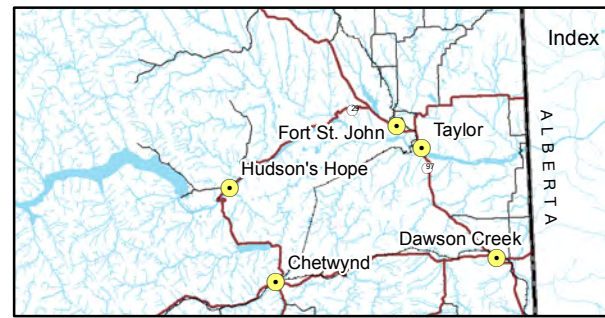 Index
29
Fort St. John
Taylor
ALBERTA
Hudson's Hope
97
Dawson Creek
Chetwynd